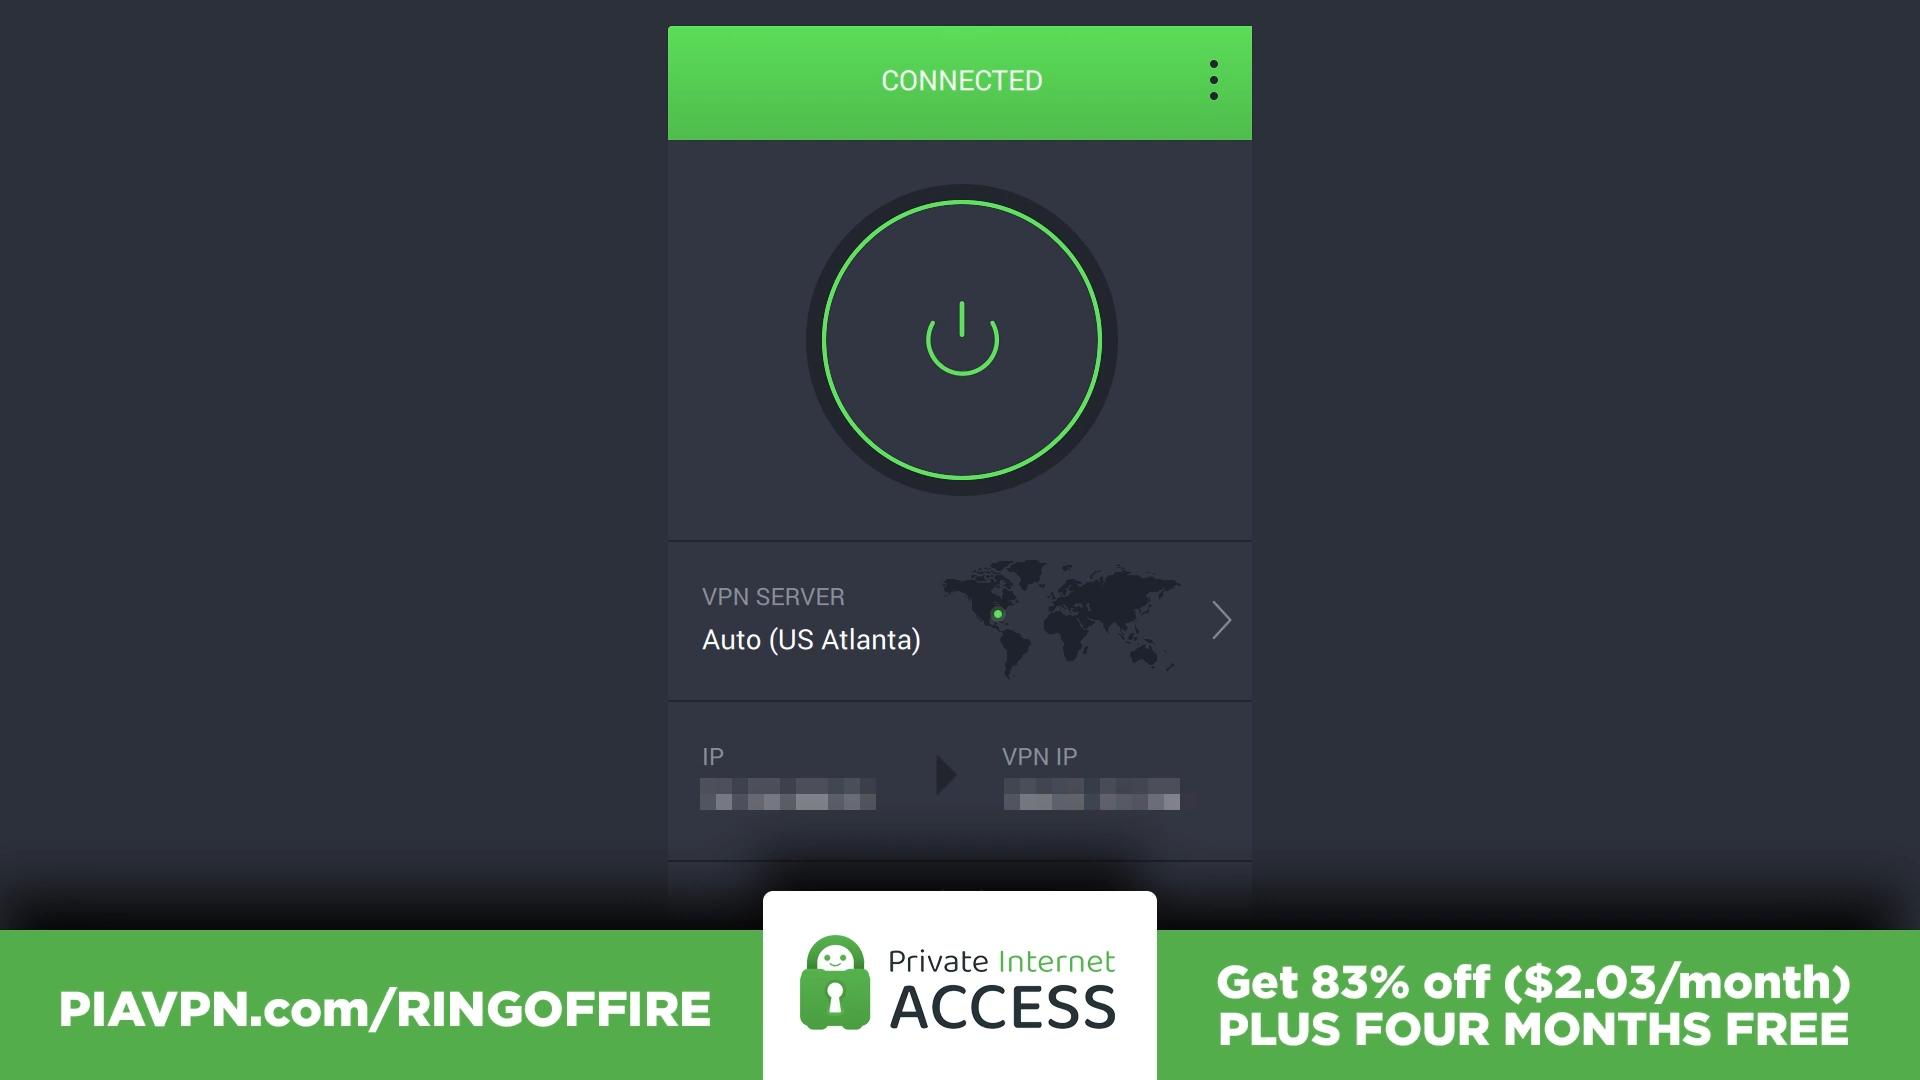 CONNECTED
VPN SERVER
Auto (US Atlanta)
IP
VPN IP
PIAVPN.com/RINGOFFIRE
Private Internet
ACCESS
Get 83% off ($2.03/month)
PLUS FOUR MONTHS FREE